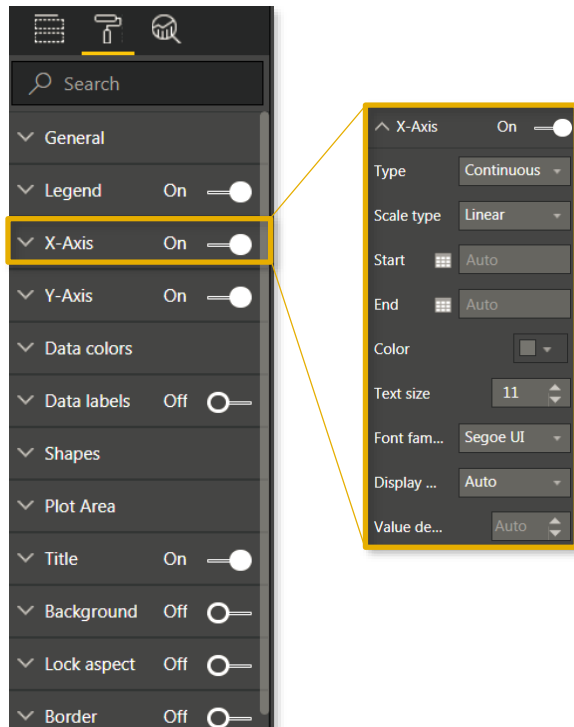 Search
General
Legend On
X-Axis On
Y-Axis On
Data colors
Data labels Off
Shapes
Plot Area
Title On
Background Off
Lock aspect Off
Border Off
X-Axis On
Type Continuous
Scale type Linear
Start Auto
End Auto
Color
Text size 11
Font fam... Segoe UI
Display ... Auto
Value de... Auto